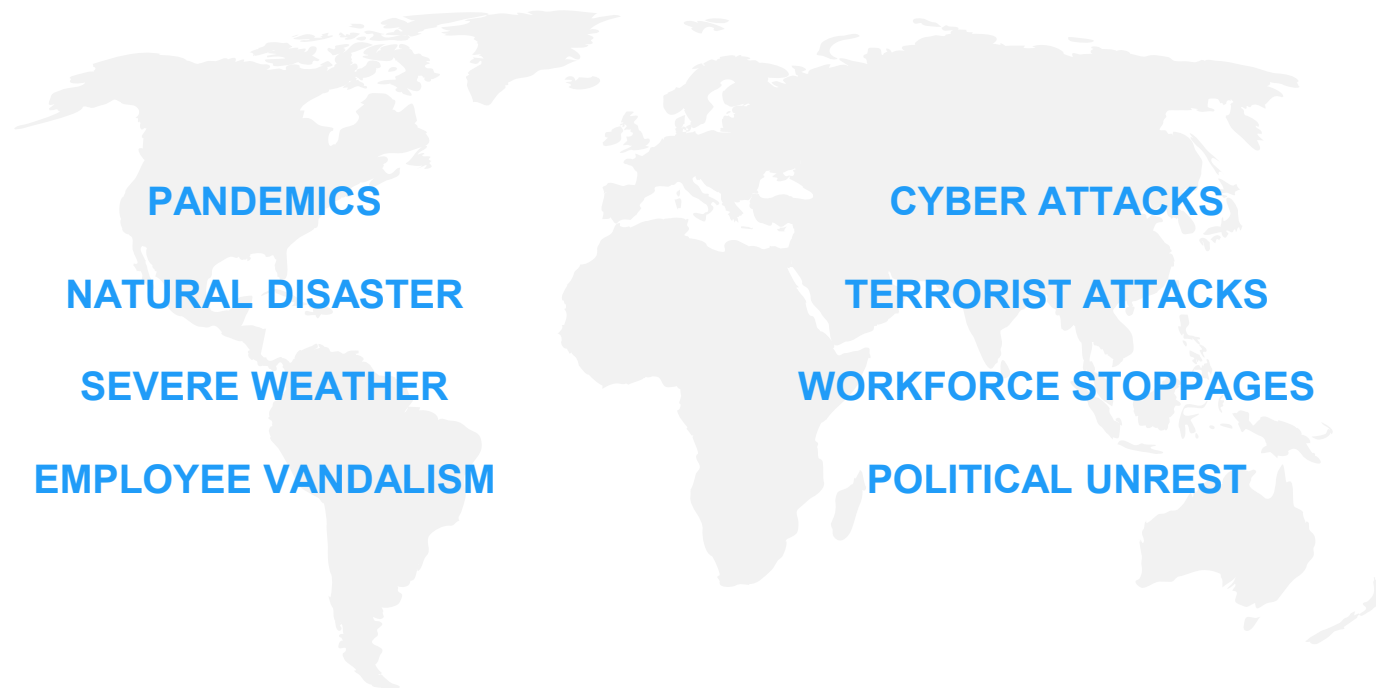 PANDEMICS
NATURAL DISASTER
SEVERE WEATHER
EMPLOYEE VANDALISM
CYBER ATTACKS
TERRORIST ATTACKS
WORKFORCE STOPPAGES
POLITICAL UNREST